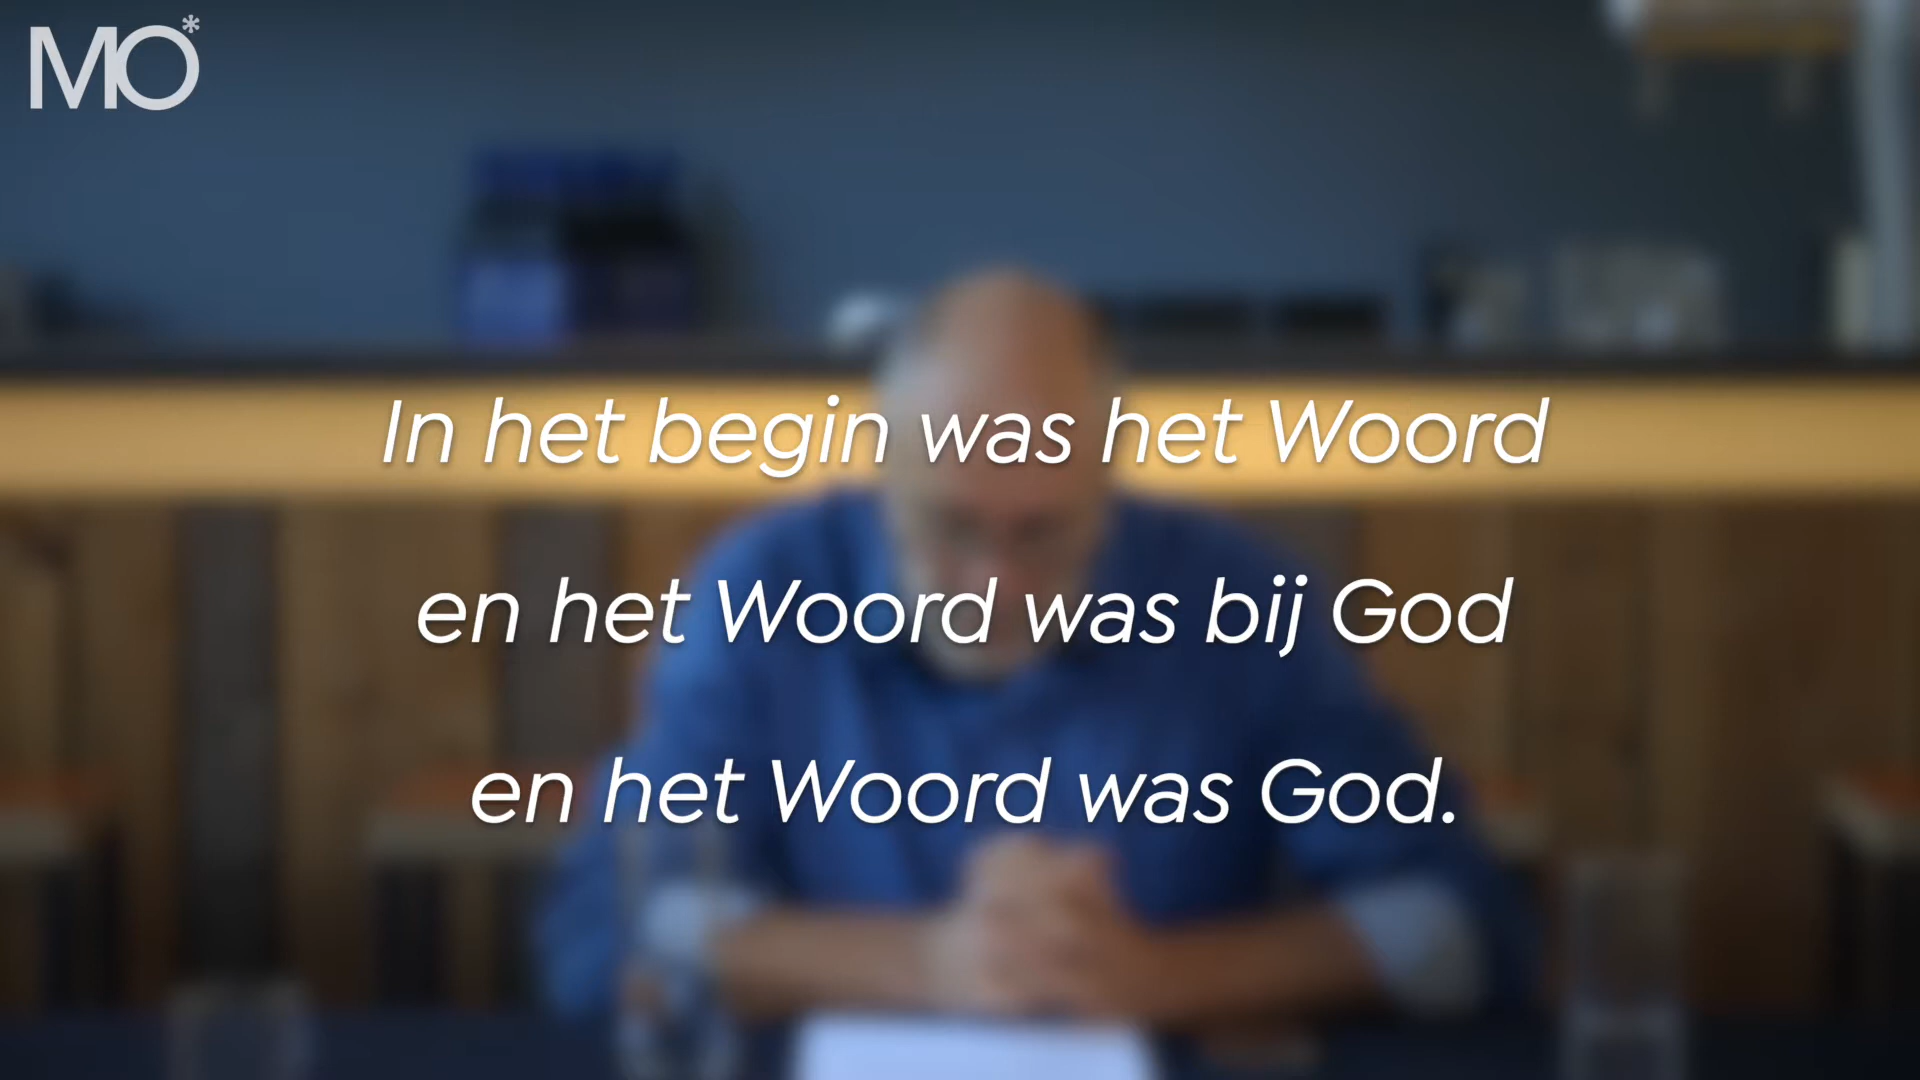 MO*
In het begin was het Woord
en het Woord was bij God
en het Woord was God.